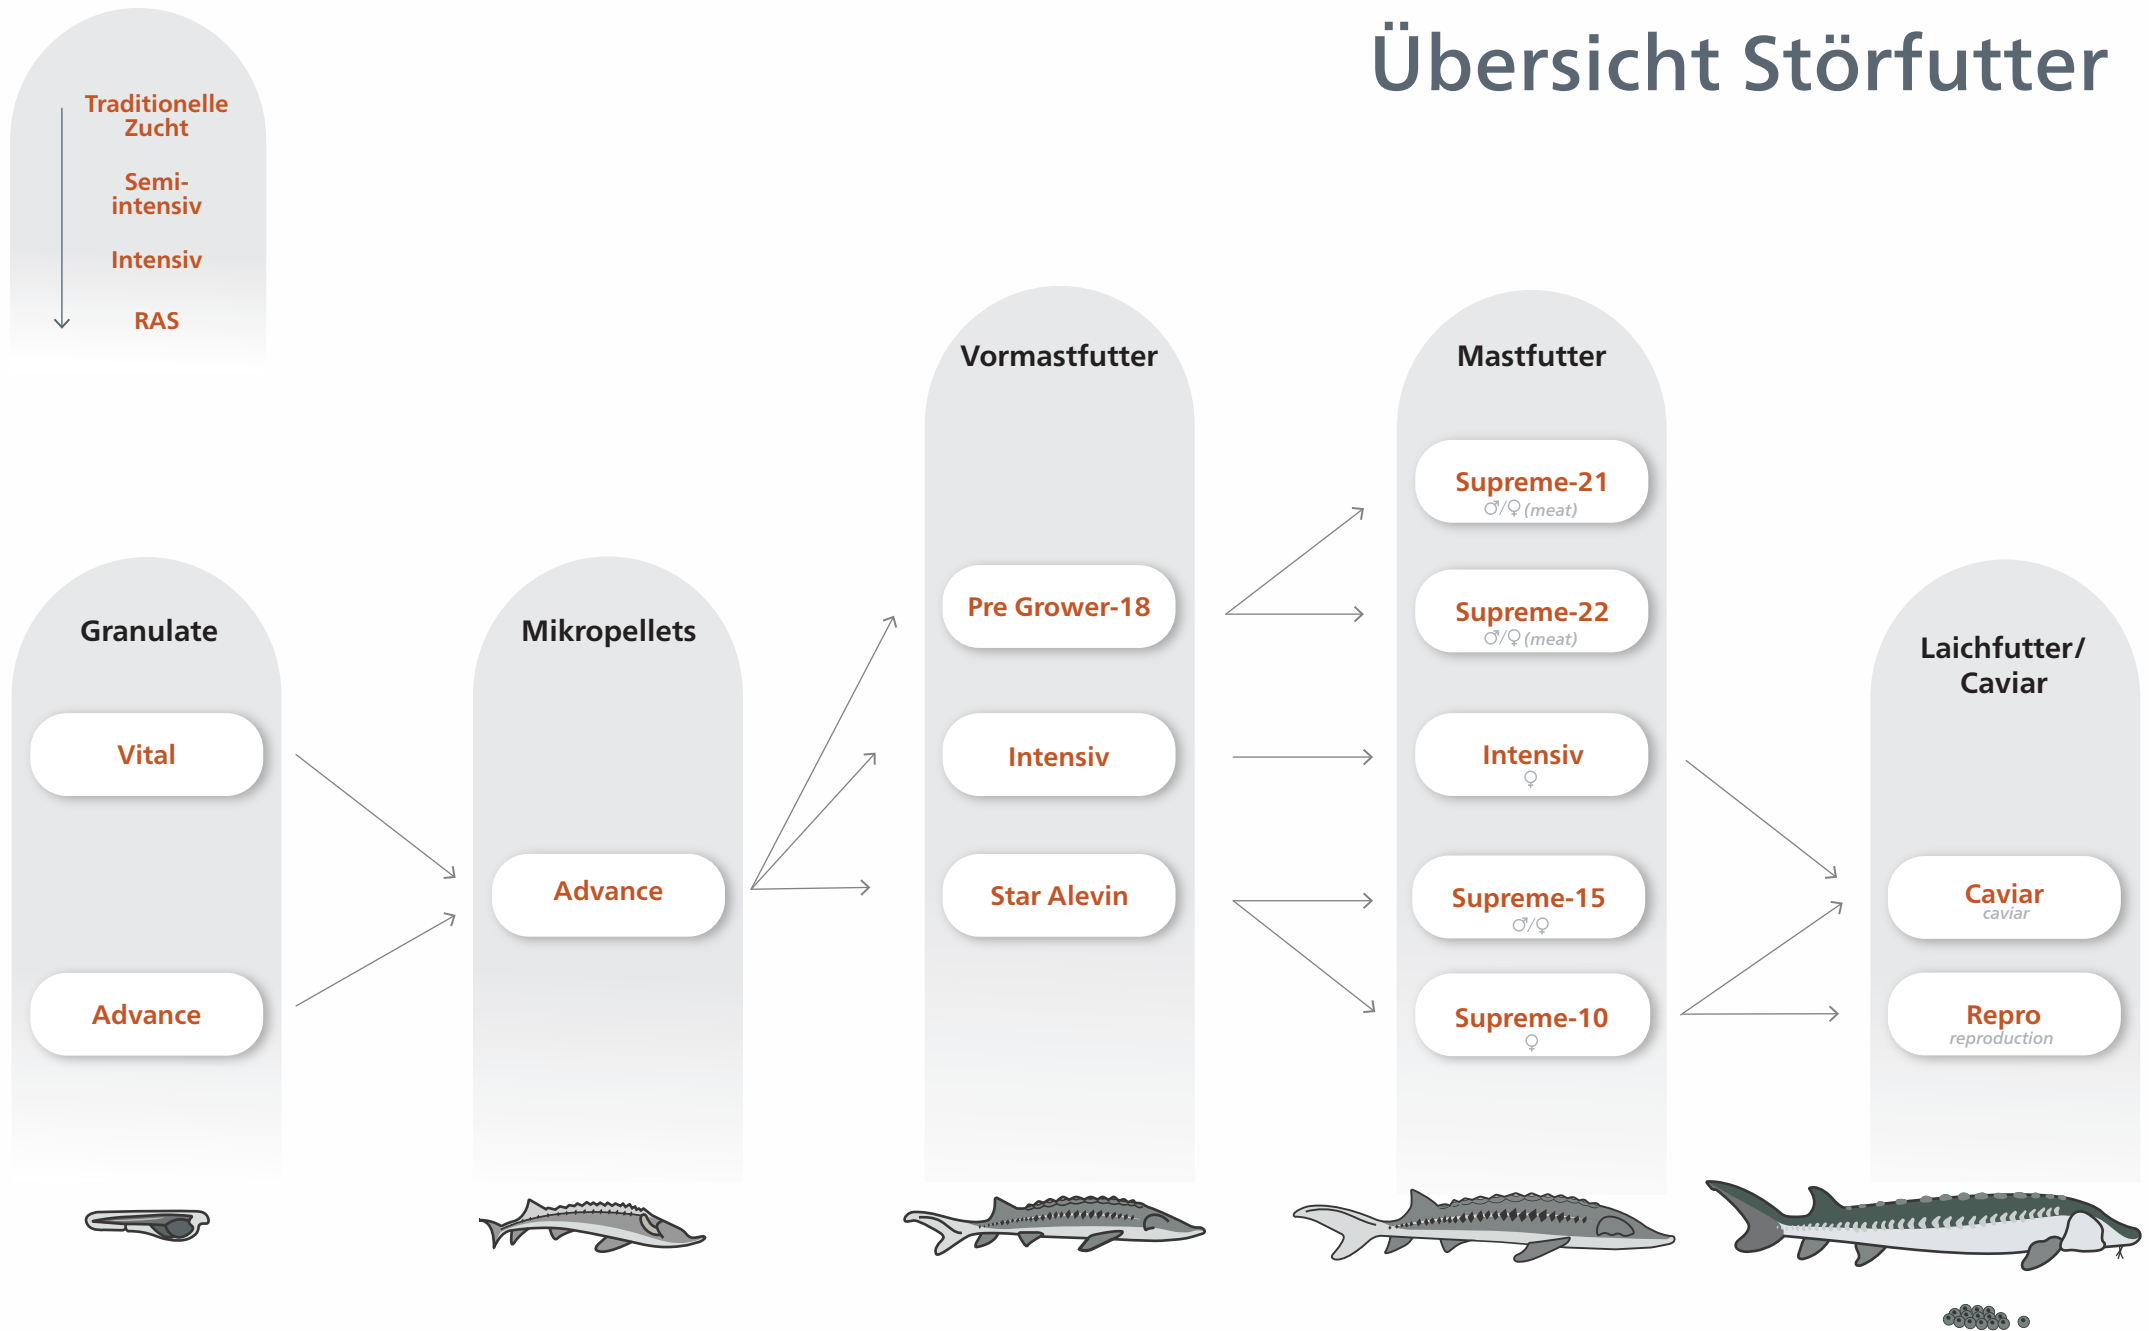 Übersicht Störfutter
Traditionelle
Zucht
Semi-
intensiv
Intensiv
RAS
Granulate
Vital
Advance
Mikropellets
Advance
Vormastfutter
Pre Grower-18
Intensiv
Star Alevin
Mastfutter
Supreme-21
♂/♀ (meat)
Supreme-22
♂/♀ (meat)
Intensiv
♀
Supreme-15
♂/♀
Supreme-10
♀
Laichfutter/
Caviar
Caviar
caviar
Repro
reproduction